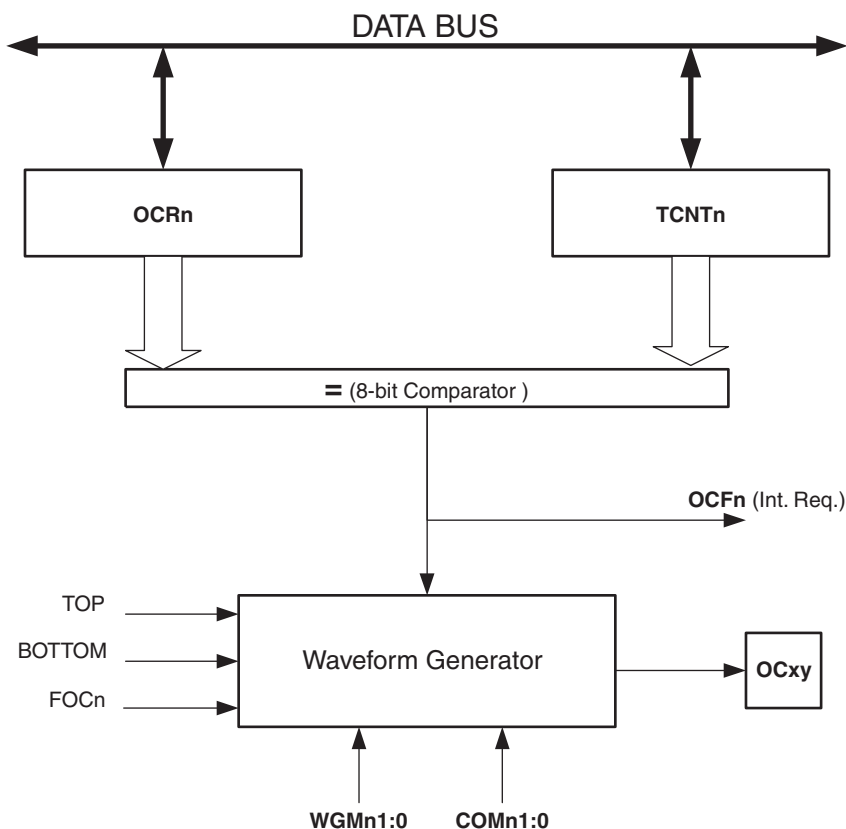 DATA BUS
OCRn
TCNTn
= (8-bit Comparator )
OCFn (Int. Req.)
TOP
BOTTOM
FOCn
Waveform Generator
OCxy
WGMn1:0
COMn1:0